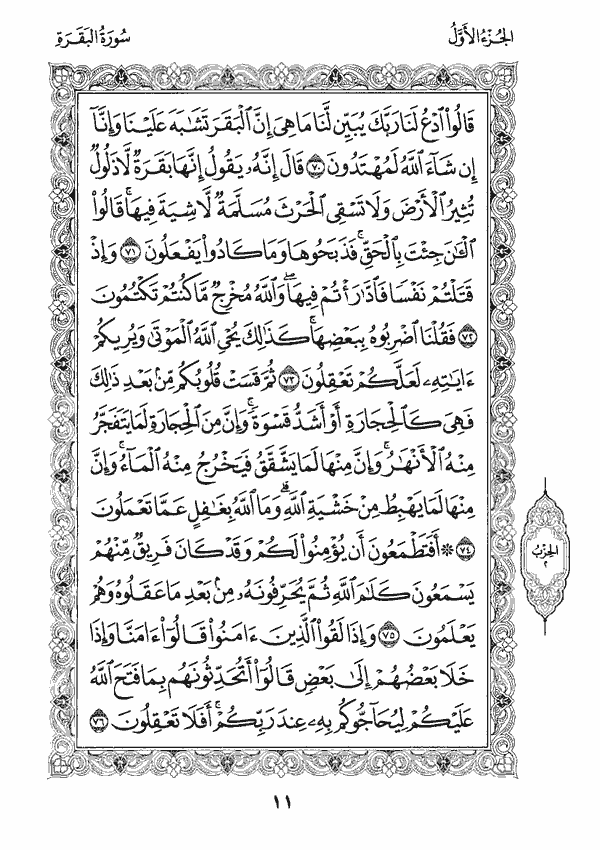 الجُزْءُ الأَوَّلُ
سُورَةُ البَقَرَةِ
قَالُوا۟ ٱدْعُ لَنَا رَبَّكَ يُبَيِّن لَّنَا مَا هِىَ إِنَّ ٱلْبَقَرَ تَشَٰبَهَ عَلَيْنَا وَإِنَّآ
إِن شَآءَ ٱللَّهُ لَمُهْتَدُونَ ٧٠ قَالَ إِنَّهُۥ يَقُولُ إِنَّهَا بَقَرَةٌ لَّا ذَلُولٌ
تُثِيرُ ٱلْأَرْضَ وَلَا تَسْقِى ٱلْحَرْثَ مُسَلَّمَةٌ لَّا شِيَةَ فِيهَا ۚ قَالُوا۟
ٱلْـَٰٔنَ جِئْتَ بِٱلْحَقِّ ۚ فَذَبَحُوهَا وَمَا كَادُوا۟ يَفْعَلُونَ ٧١ وَإِذْ
قَتَلْتُمْ نَفْسًا فَٱدَّٰرَْٰٔتُمْ فِيهَا ۖ وَٱللَّهُ مُخْرِجٌ مَّا كُنتُمْ تَكْتُمُونَ
٧٢ فَقُلْنَا ٱضْرِبُوهُ بِبَعْضِهَا ۚ كَذَٰلِكَ يُحْىِ ٱللَّهُ ٱلْمَوْتَىٰ وَيُرِيكُمْ
ءَايَٰتِهِۦ لَعَلَّكُمْ تَعْقِلُونَ ٧٣ ثُمَّ قَسَتْ قُلُوبُكُم مِّنۢ بَعْدِ ذَٰلِكَ
فَهِىَ كَٱلْحِجَارَةِ أَوْ أَشَدُّ قَسْوَةً ۚ وَإِنَّ مِنَ ٱلْحِجَارَةِ لَمَا يَتَفَجَّرُ
مِنْهُ ٱلْأَنْهَٰرُ ۚ وَإِنَّ مِنْهَا لَمَا يَشَّقَّقُ فَيَخْرُجُ مِنْهُ ٱلْمَآءُ ۚ وَإِنَّ
مِنْهَا لَمَا يَهْبِطُ مِنْ خَشْيَةِ ٱللَّهِ ۗ وَمَا ٱللَّهُ بِغَٰفِلٍ عَمَّا تَعْمَلُونَ
٧٤ ۞ أَفَتَطْمَعُونَ أَن يُؤْمِنُوا۟ لَكُمْ وَقَدْ كَانَ فَرِيقٌ مِّنْهُمْ
يَسْمَعُونَ كَلَٰمَ ٱللَّهِ ثُمَّ يُحَرِّفُونَهُۥ مِنۢ بَعْدِ مَا عَقَلُوهُ وَهُمْ
يَعْلَمُونَ ٧٥ وَإِذَا لَقُوا۟ ٱلَّذِينَ ءَامَنُوا۟ قَالُوٓا۟ ءَامَنَّا وَإِذَا
خَلَا بَعْضُهُمْ إِلَىٰ بَعْضٍ قَالُوٓا۟ أَتُحَدِّثُونَهُم بِمَا فَتَحَ ٱللَّهُ
عَلَيْكُمْ لِيُحَآجُّوكُم بِهِۦ عِندَ رَبِّكُمْ ۚ أَفَلَا تَعْقِلُونَ ٧٦
الحِزْبُ
٢
١١